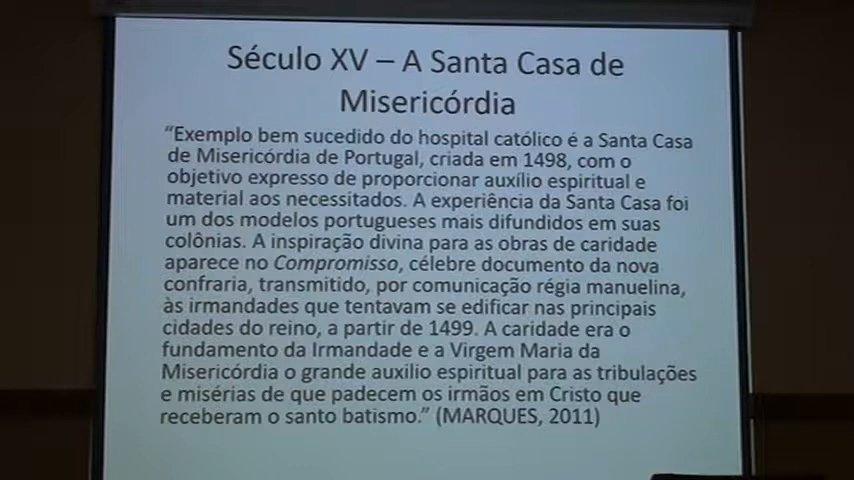 Século XV – A Santa Casa de
Misericórdia
“Exemplo bem sucedido do hospital católico é a Santa Casa
de Misericórdia de Portugal, criada em 1498, com o
objetivo expresso de proporcionar auxílio espiritual e
material aos necessitados. A experiência da Santa Casa foi
um dos modelos portugueses mais difundidos em suas
colônias. A inspiração divina para as obras de caridade
aparece no Compromisso, célebre documento da nova
confraria, transmitido, por comunicação régia manuelina,
às irmandades que tentavam se edificar nas principais
cidades do reino, a partir de 1499. A caridade era o
fundamento da Irmandade e a Virgem Maria da
Misericórdia o grande auxilio espiritual para as tribulações
e misérias de que padecem os irmãos em Cristo que
receberam o santo batismo.” (MARQUES, 2011)